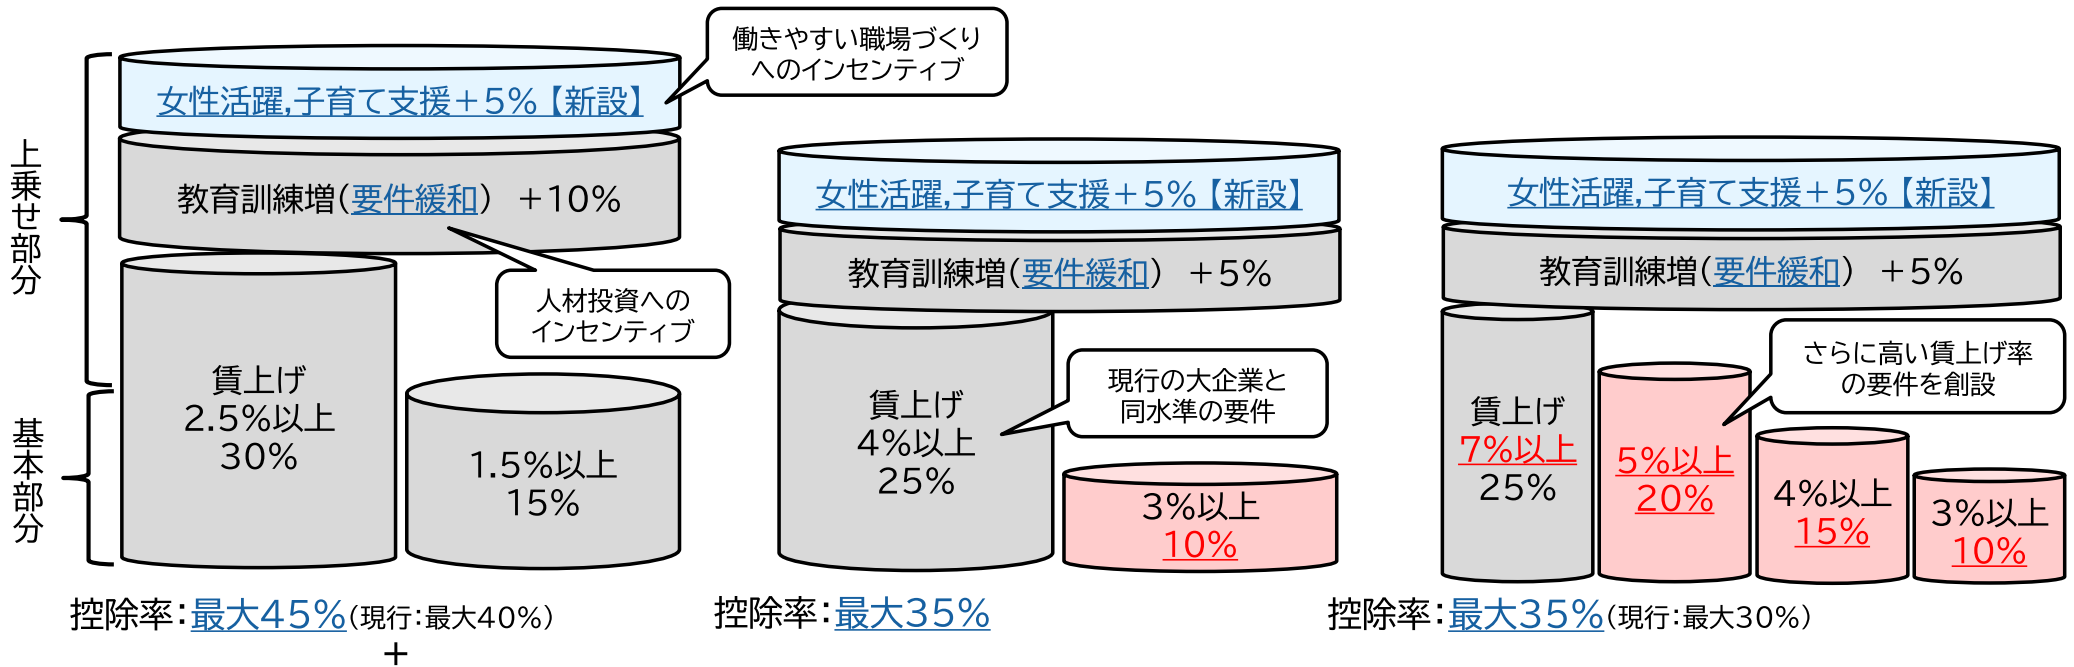 上乗せ部分
基本部分
働きやすい職場づくり
へのインセンティブ
女性活躍,子育て支援＋5%【新設】
教育訓練増(要件緩和) ＋10%
人材投資への
インセンティブ
賃上げ
2.5%以上
30%
1.5%以上
15%
控除率：最大45%(現行：最大40%)
＋
女性活躍,子育て支援＋5%【新設】
教育訓練増(要件緩和) ＋5%
賃上げ
4%以上
25%
現行の大企業と
同水準の要件
3%以上
10%
控除率：最大35%
女性活躍,子育て支援＋5%【新設】
教育訓練増(要件緩和) ＋5%
さらに高い賃上げ率
の要件を創設
賃上げ
7%以上
25%
5%以上
20%
4%以上
15%
3%以上
10%
控除率：最大35%(現行：最大30%)